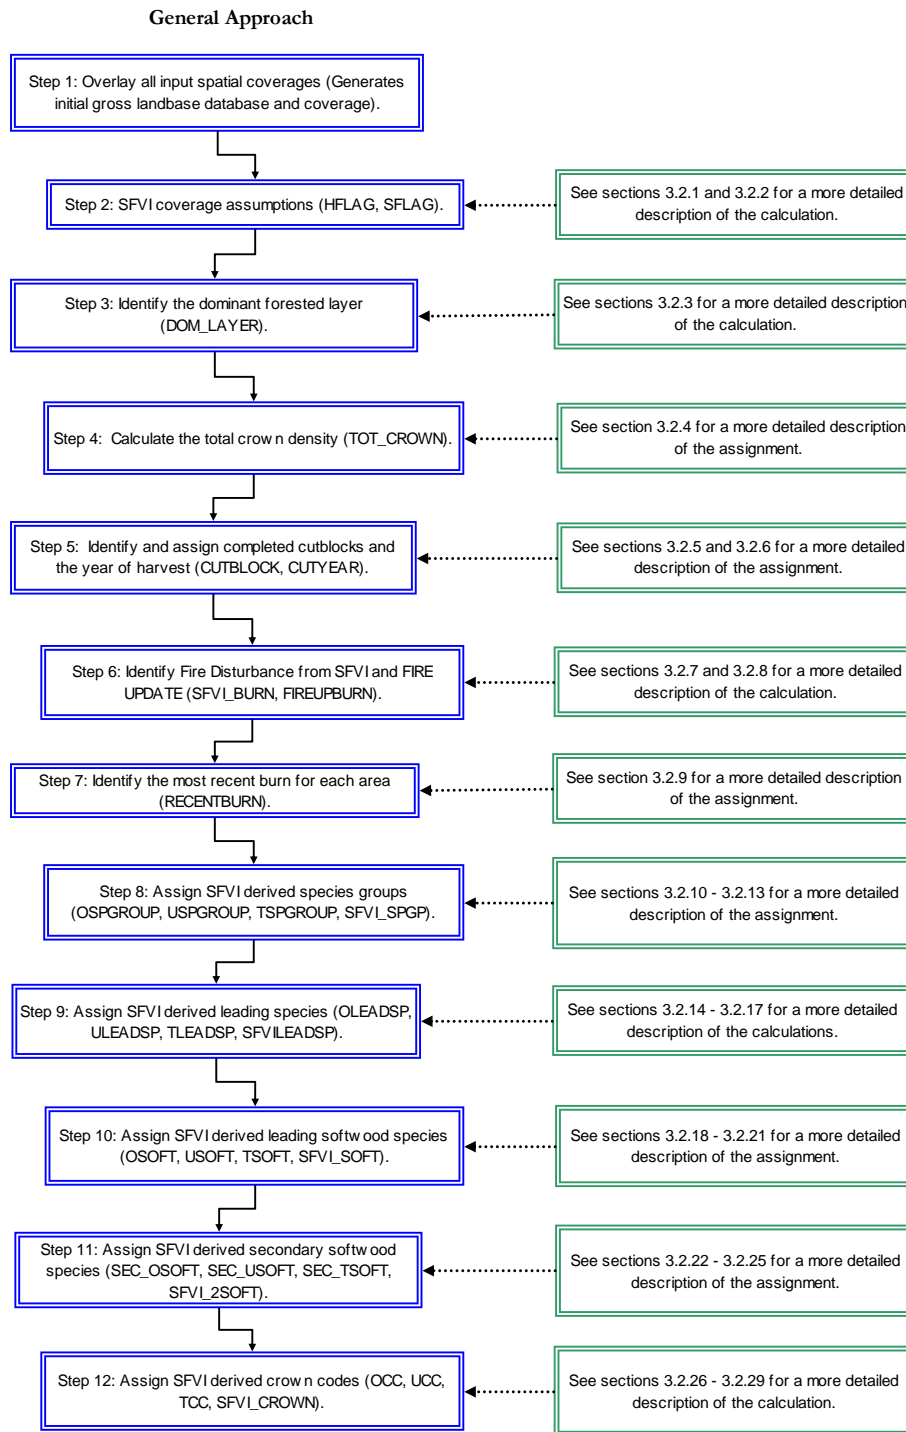 General Approach
Step 1: Overlay all input spatial coverages (Generates
initial gross landbase database and coverage).
Step 2: SFVI coverage assumptions (HFLAG, SFLAG).
See sections 3.2.1 and 3.2.2 for a more detailed
description of the calculation.
Step 3: Identify the dominant forested layer
(DOM_LAYER).
See sections 3.2.3 for a more detailed description
of the calculation.
Step 4:  Calculate the total crown density (TOT_CROWN).
See section 3.2.4 for a more detailed description
of the assignment.
Step 5:  Identify and assign completed cutblocks and
the year of harvest (CUTBLOCK, CUTYEAR).
See sections 3.2.5 and 3.2.6 for a more detailed
description of the assignment.
Step 6: Identify Fire Disturbance from SFVI and FIRE
UPDATE (SFVI_BURN, FIREUPBURN).
See sections 3.2.7 and 3.2.8 for a more detailed
description of the calculation.
Step 7: Identify the most recent burn for each area
(RECENTBURN).
See section 3.2.9 for a more detailed description
of the assignment.
Step 8: Assign SFVI derived species groups
(OSPGROUP, USPGROUP, TSPGROUP, SFVI_SPGP).
See sections 3.2.10 - 3.2.13 for a more detailed
description of the assignment.
Step 9: Assign SFVI derived leading species (OLEADSP,
ULEADSP, TLEADSP, SFVILEADSP).
See sections 3.2.14 - 3.2.17 for a more detailed
description of the calculations.
Step 10: Assign SFVI derived leading softwood species
(OSOFT, USOFT, TSOFT, SFVI_SOFT).
See sections 3.2.18 - 3.2.21 for a more detailed
description of the assignment.
Step 11: Assign SFVI derived secondary softwood
species (SEC_OSOFT, SEC_USOFT, SEC_TSOFT,
SFVI_2SOFT).
See sections 3.2.22 - 3.2.25 for a more detailed
description of the assignment.
Step 12: Assign SFVI derived crown codes (OCC, UCC,
TCC, SFVI_CROWN).
See sections 3.2.26 - 3.2.29 for a more detailed
description of the calculation.